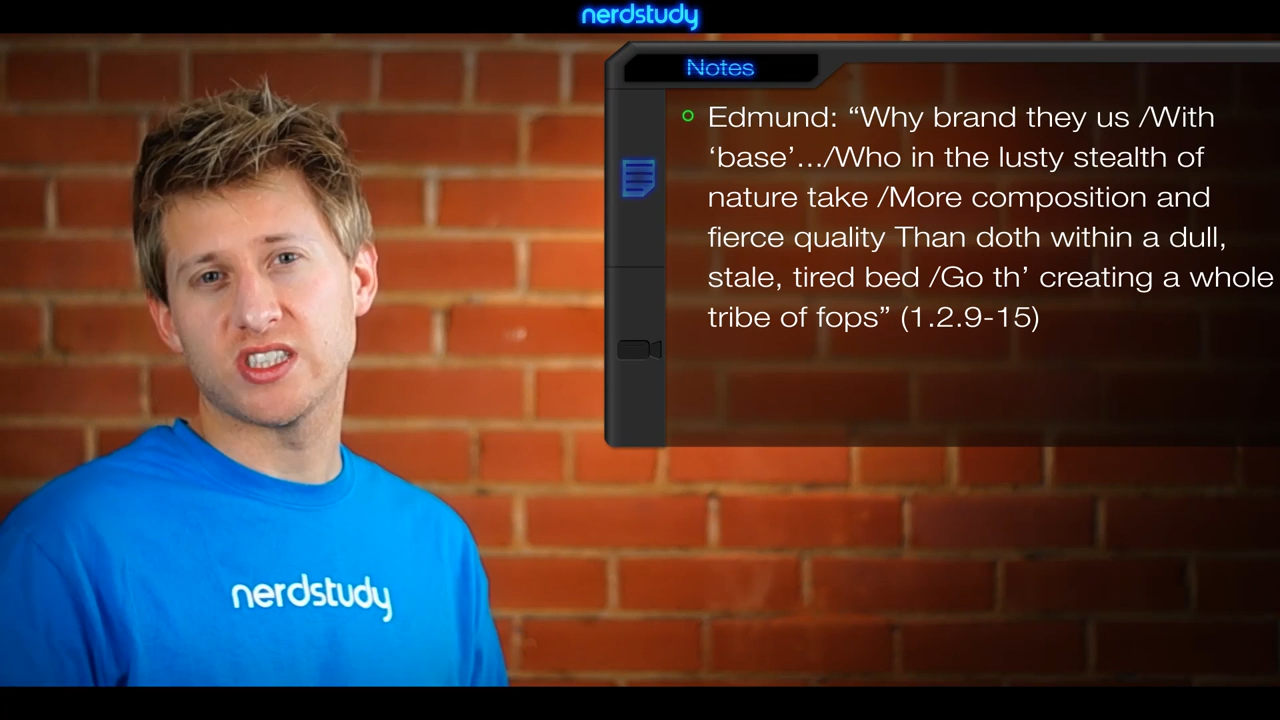 nerdstudy
Notes
Edmund: “Why brand they us /With
‘base’.../Who in the lusty stealth of
nature take /More composition and
fierce quality Than doth within a dull,
stale, tired bed /Go th’ creating a whole
tribe of fops” (1.2.9-15)
nerdstudy